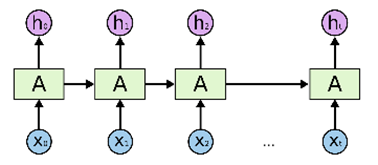 h₀ h₁ h₂ hₜ
A A A A
x₀ x₁ x₂ ... xₜ